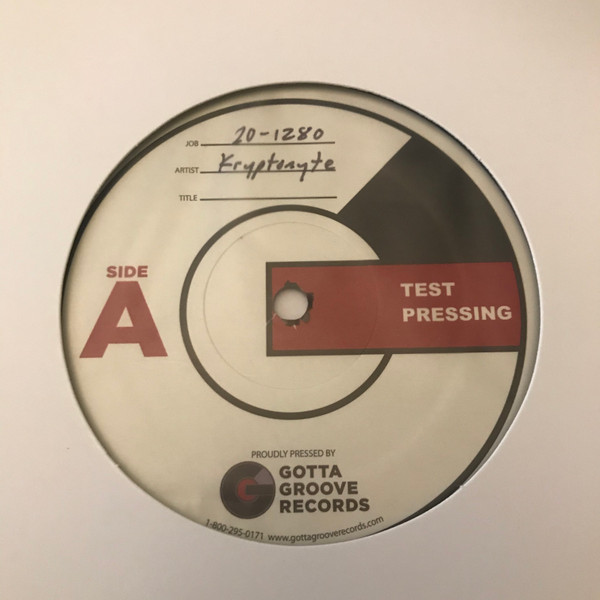 JOB 20-1280
ARTIST Kryptonyte
TITLE
SIDE
A
TEST
PRESSING
PROUDLY PRESSED BY
GOTTA
GROOVE
RECORDS
1-800-295-0171 www.gottagrooverecords.com